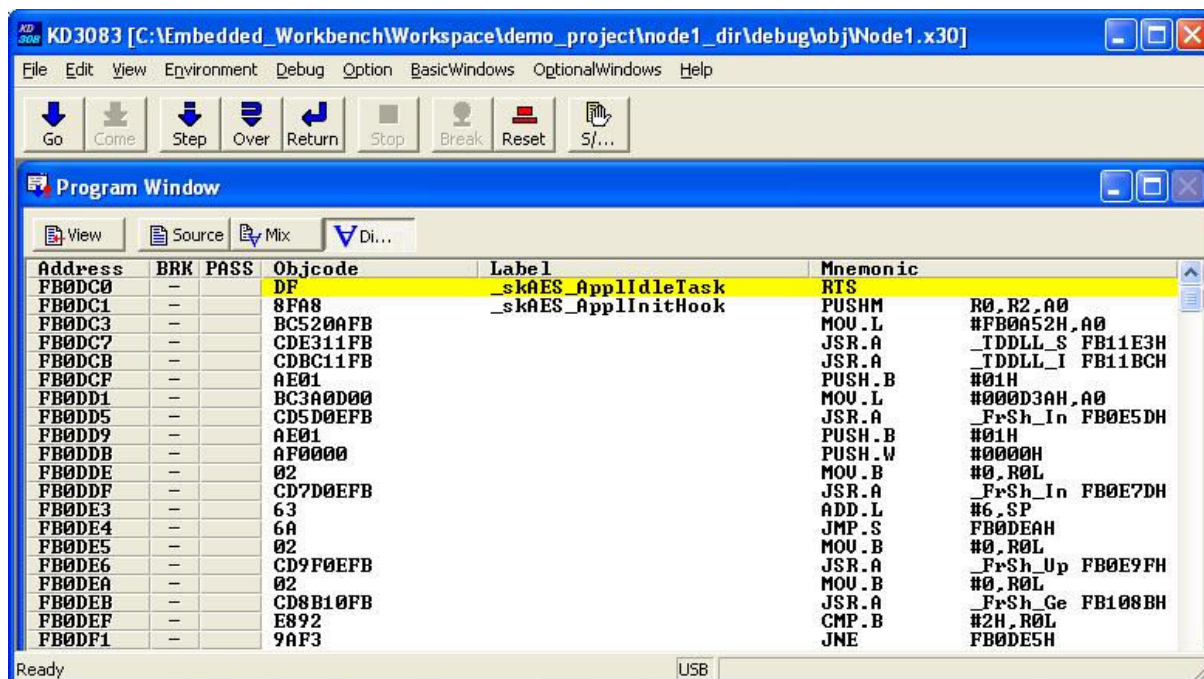 KD 308 KD3083 [C:\Embedded_Workbench\Workspace\demo_project\node1_dir\debug\obj\Node1.x30]
File Edit View Environment Debug Option BasicWindows OptionalWindows Help
Go Come Step Over Return Stop Break Reset S/...
Program Window
View Source Mix Di...
Address BRK PASS Objcode Label Mnemonic
FB0DC0 – DF _skAES_ApplIdleTask RTS
FB0DC1 – 8FA8 _skAES_ApplInitHook PUSHM R0,R2,A0
FB0DC3 – BC520AFB MOV.L #FB0A52H,A0
FB0DC7 – CDE311FB JSR.A _TDDLL_S FB11E3H
FB0DCB – CDBC11FB JSR.A _TDDLL_I FB11BCH
FB0DCF – AE01 PUSH.B #01H
FB0DD1 – BC3A0D00 MOV.L #000D3AH,A0
FB0DD5 – CD5D0EFB JSR.A _FrSh_In FB0E5DH
FB0DD9 – AE01 PUSH.B #01H
FB0DDB – AF0000 PUSH.W #0000H
FB0DDE – 02 MOV.B #0,R0L
FB0DDF – CD7D0EFB JSR.A _FrSh_In FB0E7DH
FB0DE3 – 63 ADD.L #6,SP
FB0DE4 – 6A JMP.S FB0DEAH
FB0DE5 – 02 MOV.B #0,R0L
FB0DE6 – CD9F0EFB JSR.A _FrSh_Up FB0E9FH
FB0DEA – 02 MOV.B #0,R0L
FB0DEB – CD8B10FB JSR.A _FrSh_Ge FB108BH
FB0DEF – E892 CMP.B #2H,R0L
FB0DF1 – 9AF3 JNE FB0DE5H
Ready USB